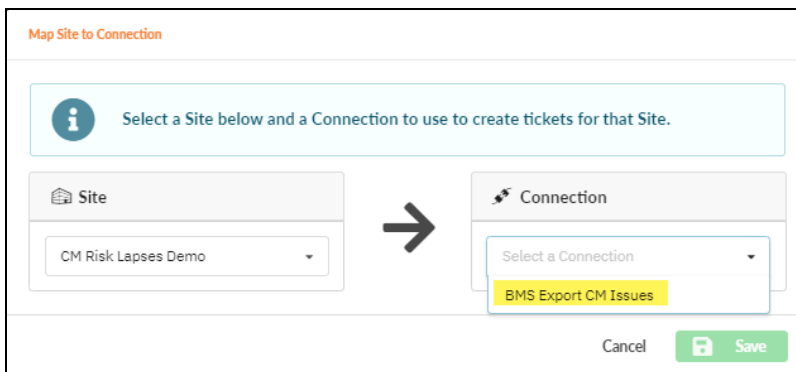 Map Site to Connection
Select a Site below and a Connection to use to create tickets for that Site.
Site
Connection
CM Risk Lapses Demo
Select a Connection
BMS Export CM Issues
Cancel
Save